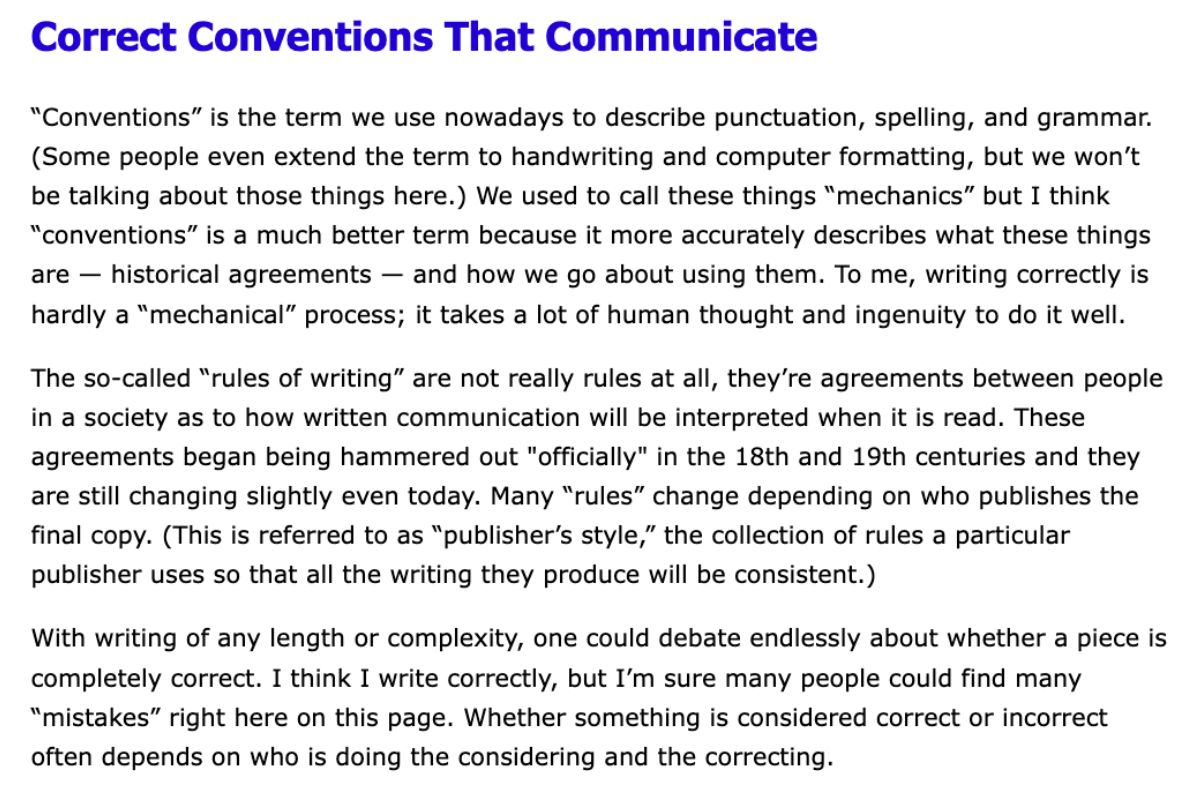 Correct Conventions That Communicate
“Conventions” is the term we use nowadays to describe punctuation, spelling, and grammar.
(Some people even extend the term to handwriting and computer formatting, but we won’t
be talking about those things here.) We used to call these things “mechanics” but I think
“conventions” is a much better term because it more accurately describes what these things
are — historical agreements — and how we go about using them. To me, writing correctly is
hardly a “mechanical” process; it takes a lot of human thought and ingenuity to do it well.
The so-called “rules of writing” are not really rules at all, they’re agreements between people
in a society as to how written communication will be interpreted when it is read. These
agreements began being hammered out "officially" in the 18th and 19th centuries and they
are still changing slightly even today. Many “rules” change depending on who publishes the
final copy. (This is referred to as “publisher’s style,” the collection of rules a particular
publisher uses so that all the writing they produce will be consistent.)
With writing of any length or complexity, one could debate endlessly about whether a piece is
completely correct. I think I write correctly, but I’m sure many people could find many
“mistakes” right here on this page. Whether something is considered correct or incorrect
often depends on who is doing the considering and the correcting.